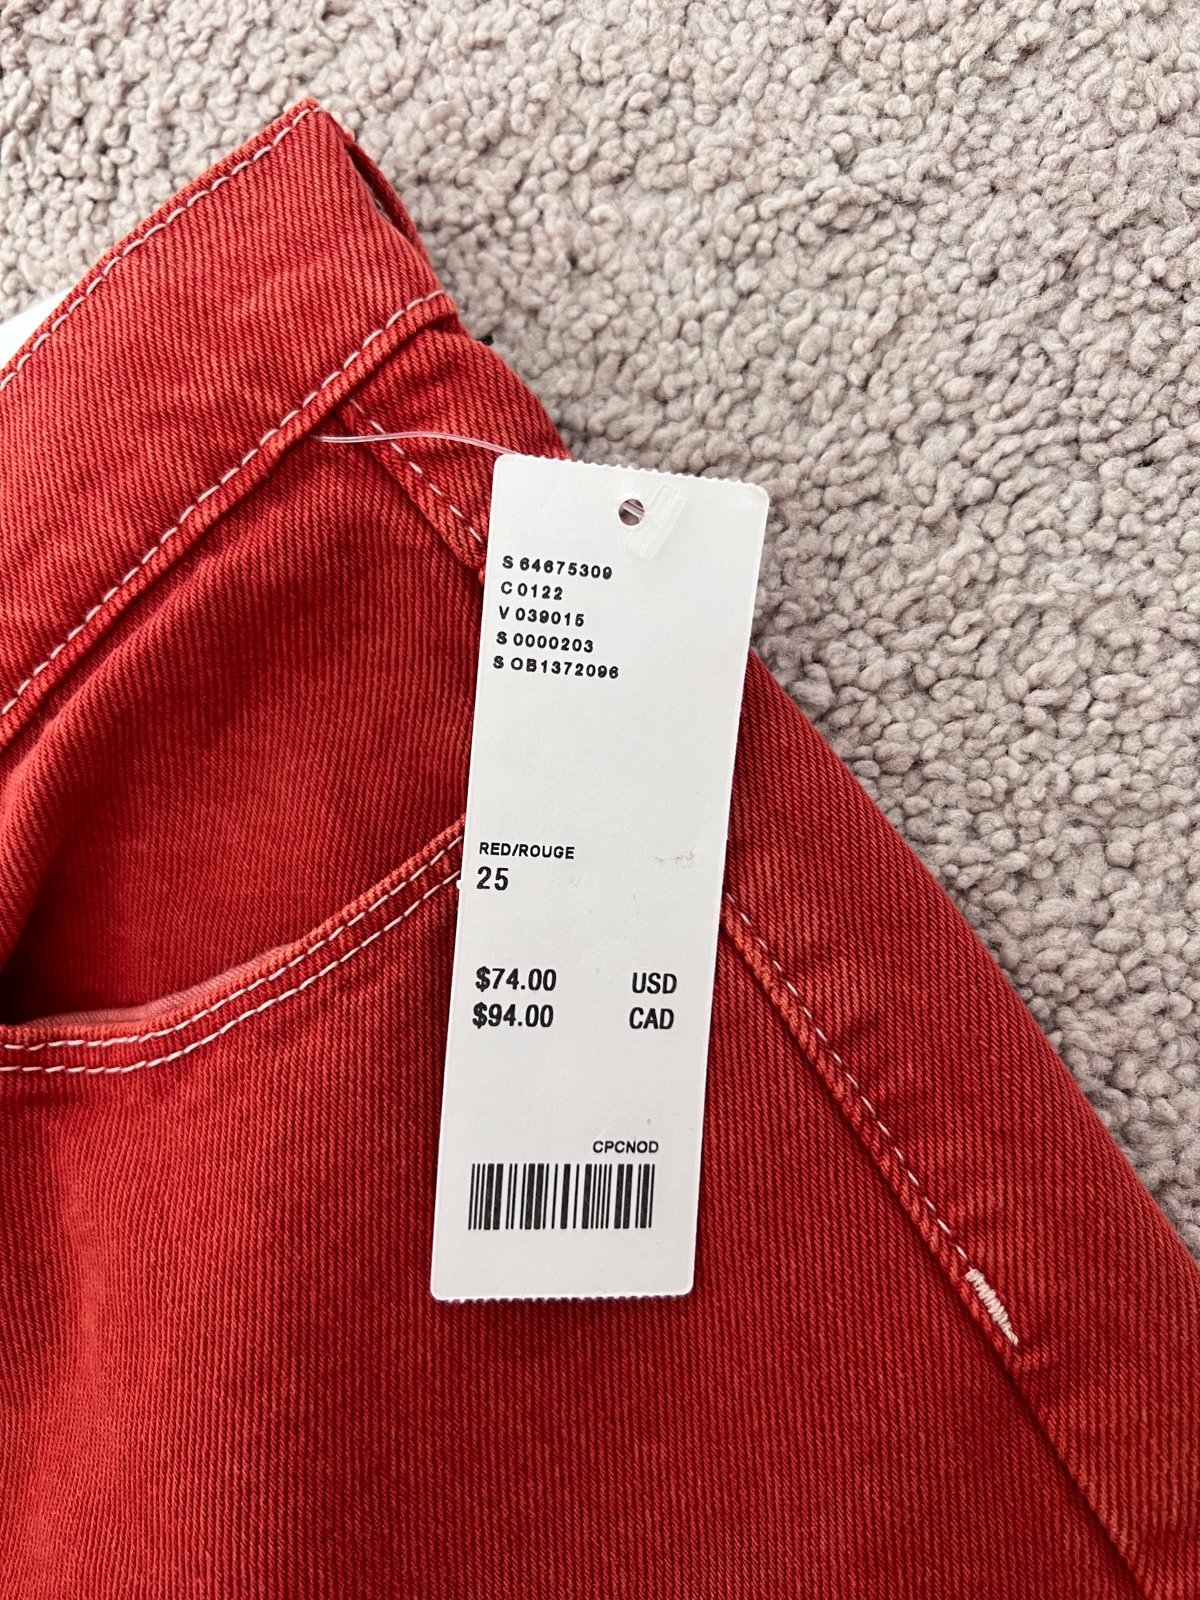 S 64675309
C 0122
V 039015
S 0000203
S OB1372096
RED/ROUGE
25
$74.00 USD
$94.00 CAD
CPCNOD